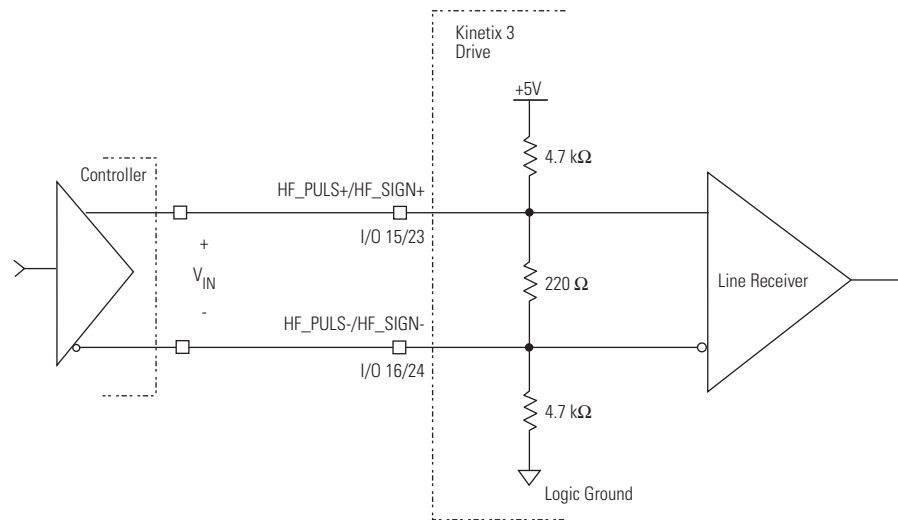 Kinetix 3
Drive
+5V
4.7 kΩ
Controller
HF_PULS+/HF_SIGN+
I/O 15/23
+
V_IN
-
220 Ω
Line Receiver
HF_PULS-/HF_SIGN-
I/O 16/24
4.7 kΩ
Logic Ground